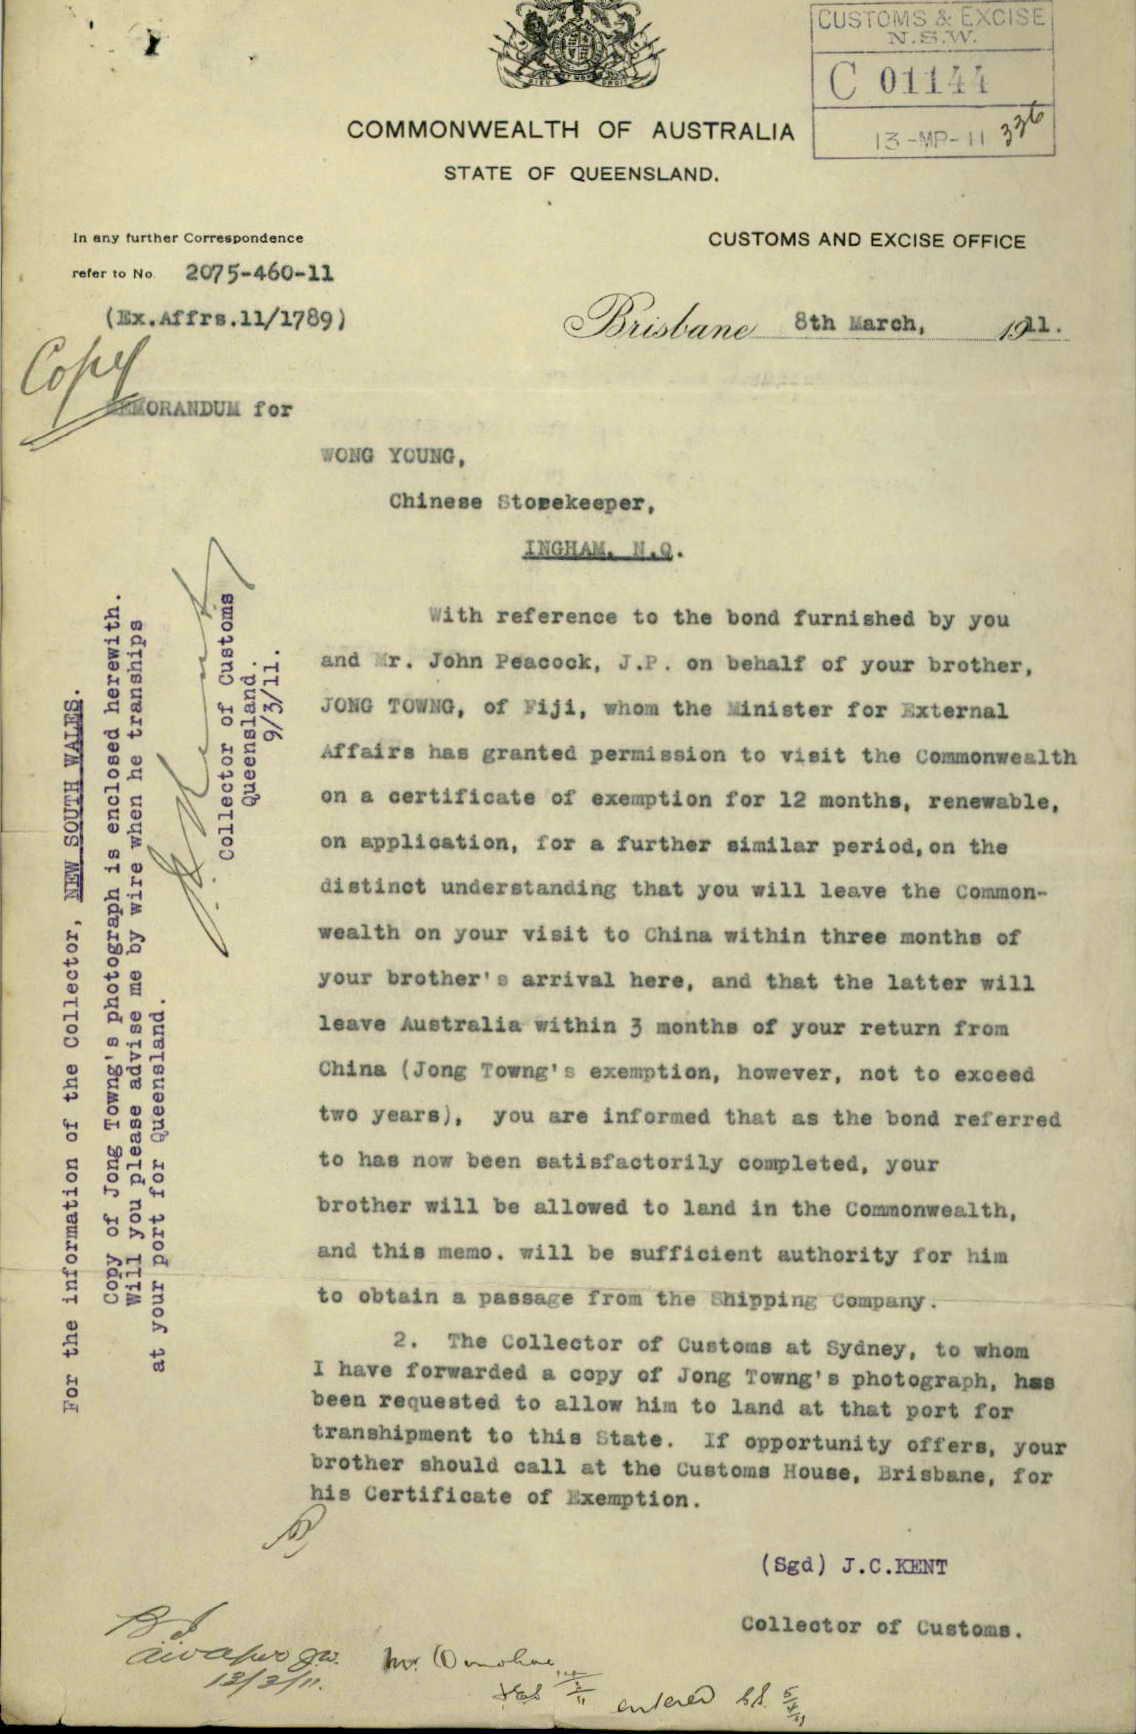 CUSTOMS & EXCISE
N.S.W.
C 01144
13-MR-11 336
COMMONWEALTH OF AUSTRALIA
STATE OF QUEENSLAND.
In any further Correspondence
refer to No. 2075-460-11
(Ex.Affrs.11/1789)
CUSTOMS AND EXCISE OFFICE
Brisbane 8th March, 1911.
Copy
MEMORANDUM for
WONG YOUNG,
Chinese Storekeeper,
INGHAM. N.Q.
With reference to the bond furnished by you
and Mr. John Peacock, J.P. on behalf of your brother,
JONG TOWNG, of Fiji, whom the Minister for External
Affairs has granted permission to visit the Commonwealth
on a certificate of exemption for 12 months, renewable,
on application, for a further similar period, on the
distinct understanding that you will leave the Common-
wealth on your visit to China within three months of
your brother's arrival here, and that the latter will
leave Australia within 3 months of your return from
China (Jong Towng's exemption, however, not to exceed
two years), you are informed that as the bond referred
to has now been satisfactorily completed, your
brother will be allowed to land in the Commonwealth,
and this memo. will be sufficient authority for him
to obtain a passage from the Shipping Company.
2. The Collector of Customs at Sydney, to whom
I have forwarded a copy of Jong Towng's photograph, has
been requested to allow him to land at that port for
transhipment to this State. If opportunity offers, your
brother should call at the Customs House, Brisbane, for
his Certificate of Exemption.
(Sgd) J.C.KENT
Collector of Customs.
For the information of the Collector, NEW SOUTH WALES.
Copy of Jong Towng's photograph is enclosed herewith.
Will you please advise me by wire when he tranships
at your port for Queensland.
Collector of Customs
Queensland.
9/3/11.
13/3/11.
Mr Donohoe
entered